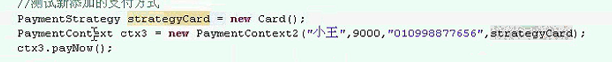 //测试新添加的支付方式
PaymentStrategy strategyCard = new Card();
PaymentContext ctx3 = new PaymentContext2("小王",9000,"010998877656",strategyCard);
ctx3.payNow();